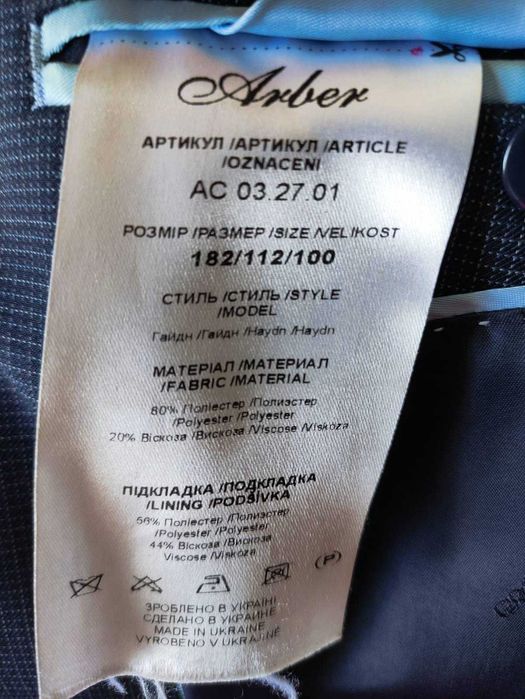 Arber
АРТИКУЛ /АРТИКУЛ /ARTICLE
/OZNACENI
AC 03.27.01
РОЗМІР /РАЗМЕР /SIZE /VELIKOST
182/112/100
СТИЛЬ /СТИЛЬ /STYLE
/MODEL
Гайдн /Гайдн /Haydn /Haydn
МАТЕРІАЛ /МАТЕРИАЛ
/FABRIC /MATERIAL
80% Поліестер /Полиэстер
/Polyester /Polyester
20% Віскоза /Вискоза /Viscose /Viskoza
ПІДКЛАДКА /ПОДКЛАДКА
/LINING /PODŠÍVKA
56% Поліестер /Полиэстер
/Polyester /Polyester
44% Віскоза /Вискоза
Viscose /Viskoza
(P)
ЗРОБЛЕНО В УКРАЇНІ
СДЕЛАНО В УКРАИНЕ
MADE IN UKRAINE
VYROBENO V UKRAJINE